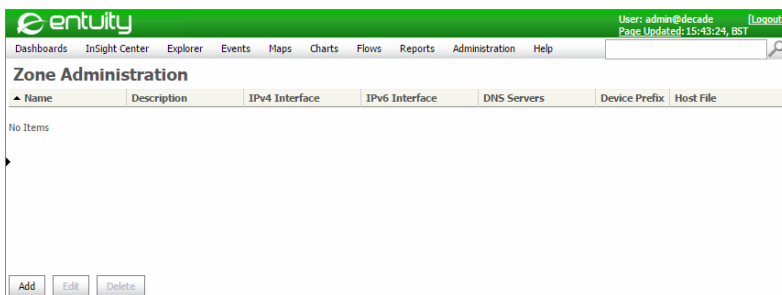 entuity
User: admin@decade [Logout
Page Updated: 15:43:24, BST
Dashboards InSight Center Explorer Events Maps Charts Flows Reports Administration Help
Zone Administration
Name Description IPv4 Interface IPv6 Interface DNS Servers Device Prefix Host File
No Items
Add Edit Delete